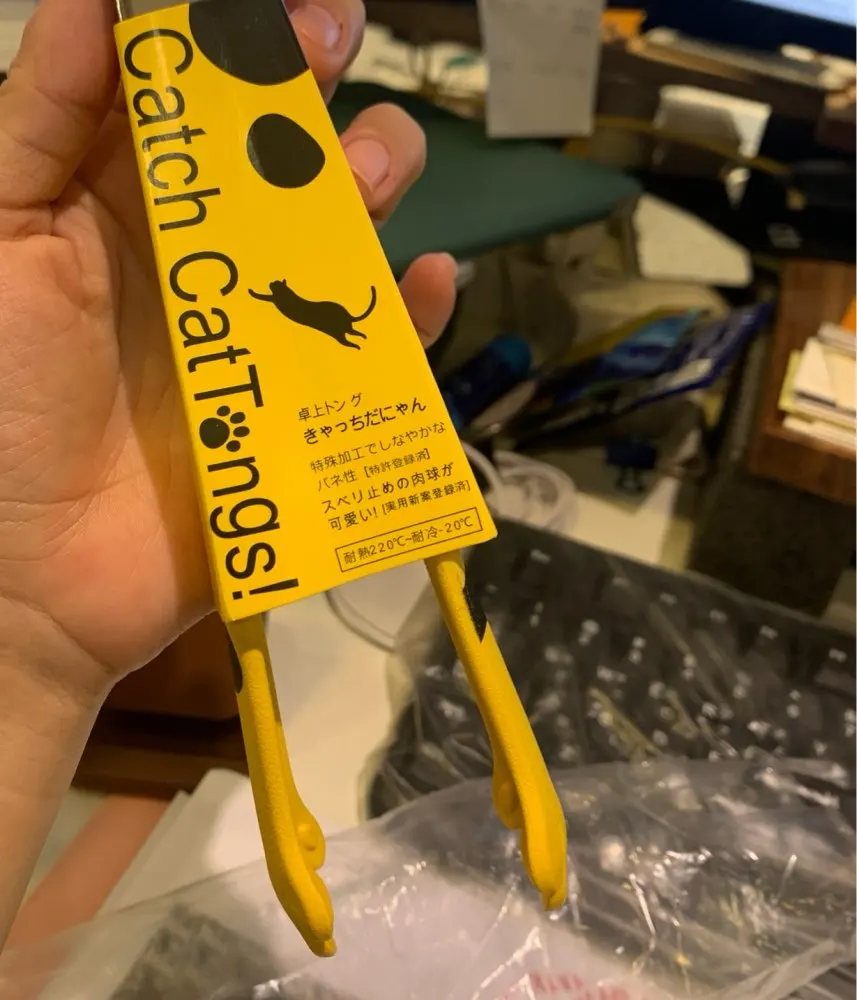 Catch CatTongs!
卓上トング
きゃっちだにゃん
特殊加工でしなやかな
バネ性 [特許登録済]
スベリ止めの肉球が
可愛い! [実用新案登録済]
耐熱220℃~耐冷-20℃